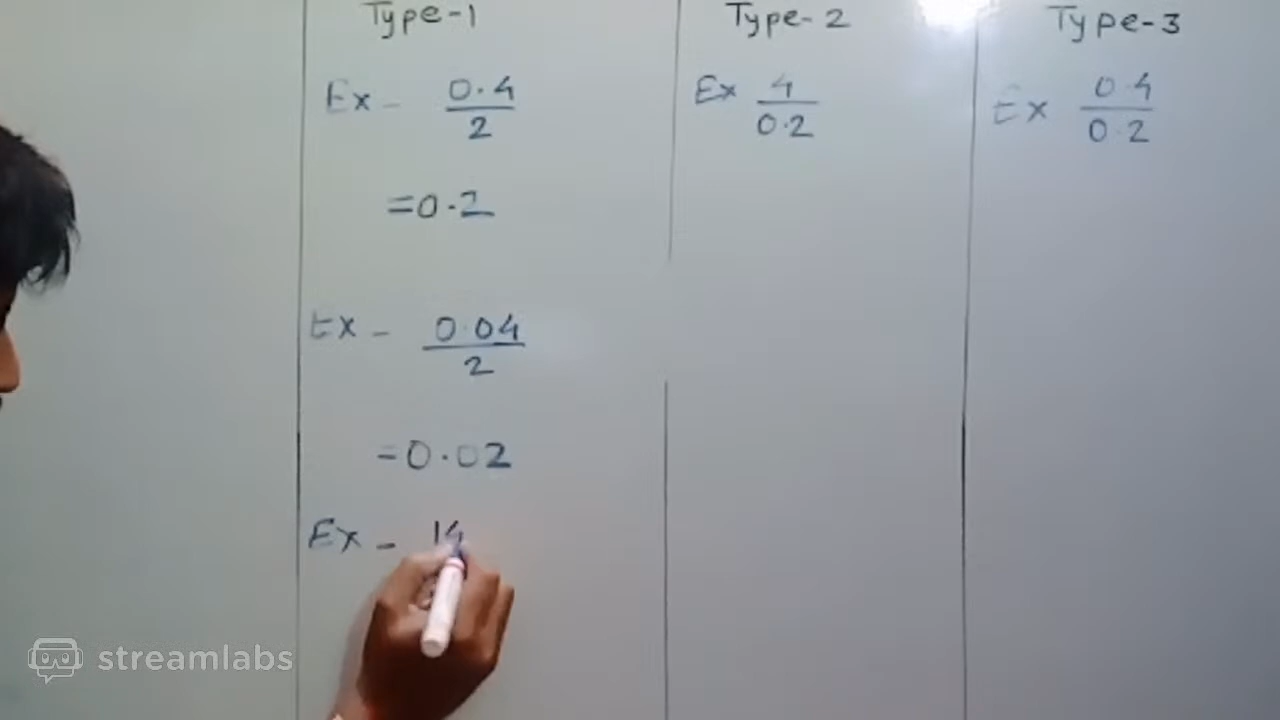 Type-1
Ex - 0.4
2
=0.2
Ex - 0.04
2
=0.02
Ex - 14
Type-2
Ex 4
0.2
Type-3
Ex 0.4
0.2
streamlabs